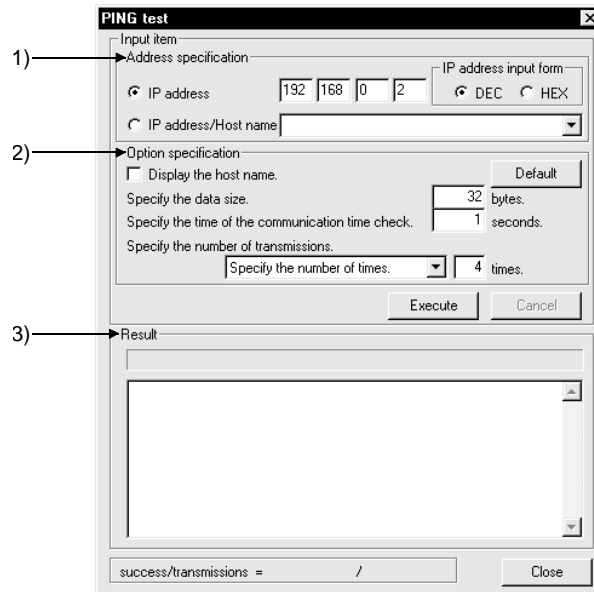 PING test
Input item
1)
Address specification
IP address input form
IP address 192 168 0 2 DEC HEX
IP address/Host name
2)
Option specification
Display the host name. Default
Specify the data size. 32 bytes.
Specify the time of the communication time check. 1 seconds.
Specify the number of transmissions.
Specify the number of times. 4 times.
Execute Cancel
3)
Result
success/transmissions = / Close